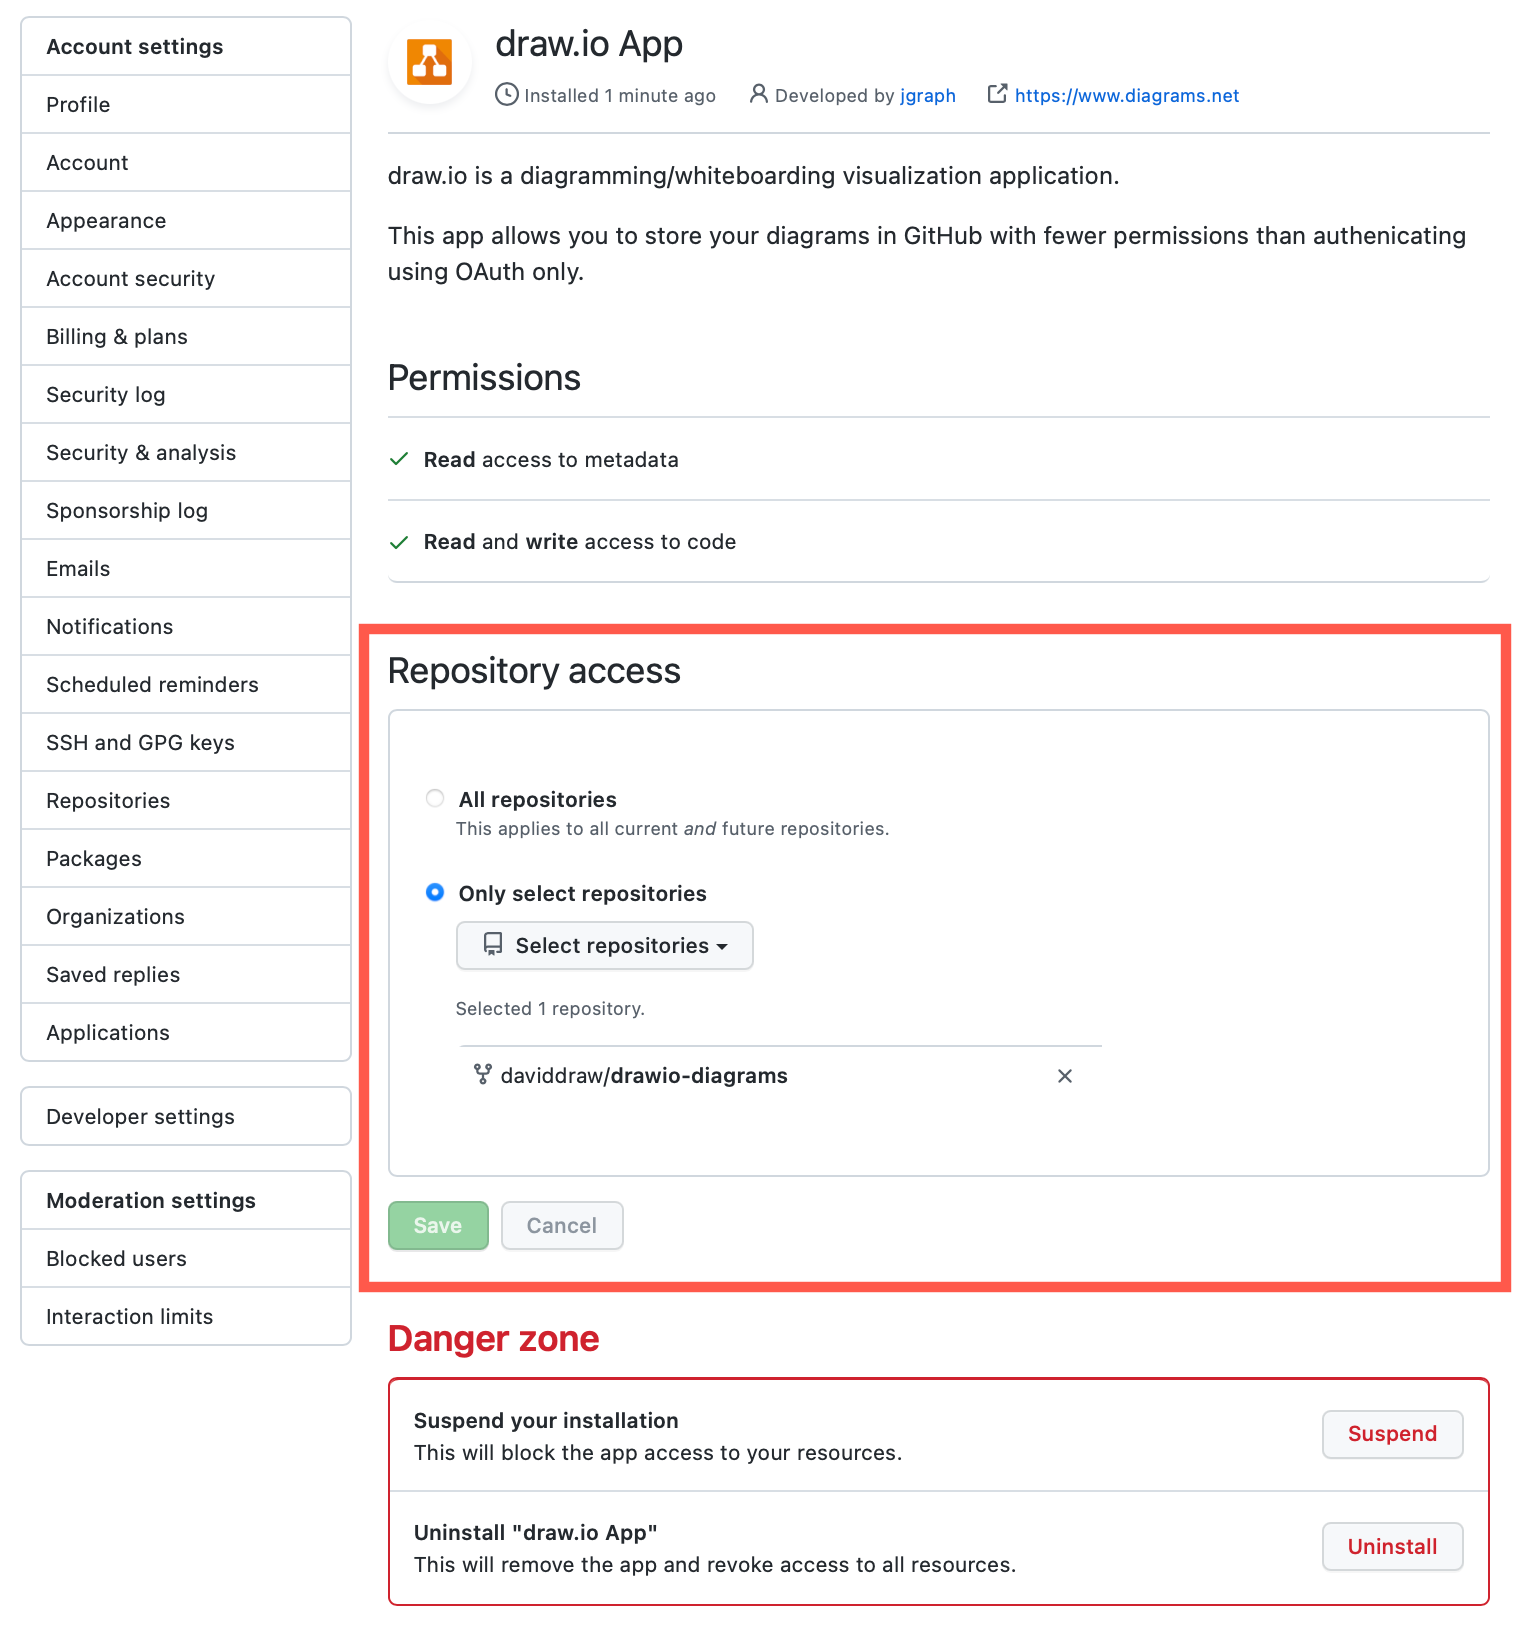 Account settings
Profile
Account
Appearance
Account security
Billing & plans
Security log
Security & analysis
Sponsorship log
Emails
Notifications
Scheduled reminders
SSH and GPG keys
Repositories
Packages
Organizations
Saved replies
Applications
Developer settings
Moderation settings
Blocked users
Interaction limits
draw.io App
Installed 1 minute ago Developed by jgraph https://www.diagrams.net
draw.io is a diagramming/whiteboarding visualization application.
This app allows you to store your diagrams in GitHub with fewer permissions than authenicating
using OAuth only.
Permissions
Read access to metadata
Read and write access to code
Repository access
All repositories
This applies to all current and future repositories.
Only select repositories
Select repositories
Selected 1 repository.
daviddraw/drawio-diagrams
Save Cancel
Danger zone
Suspend your installation
This will block the app access to your resources.
Suspend
Uninstall "draw.io App"
This will remove the app and revoke access to all resources.
Uninstall